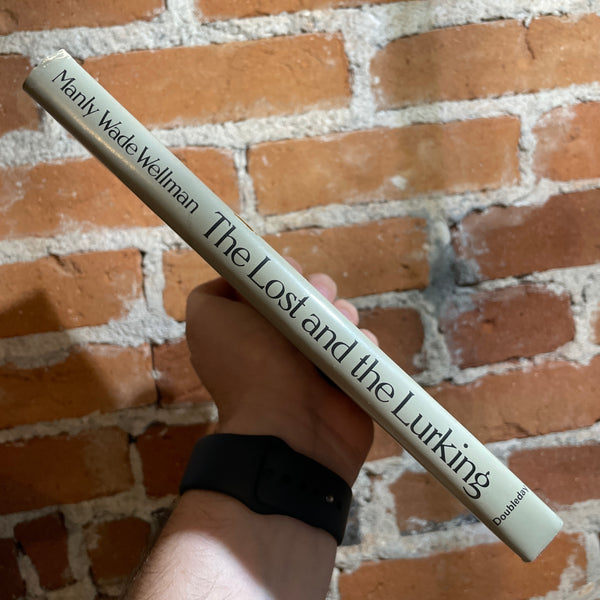 Manly Wade Wellman The Lost and the Lurking Doubleday